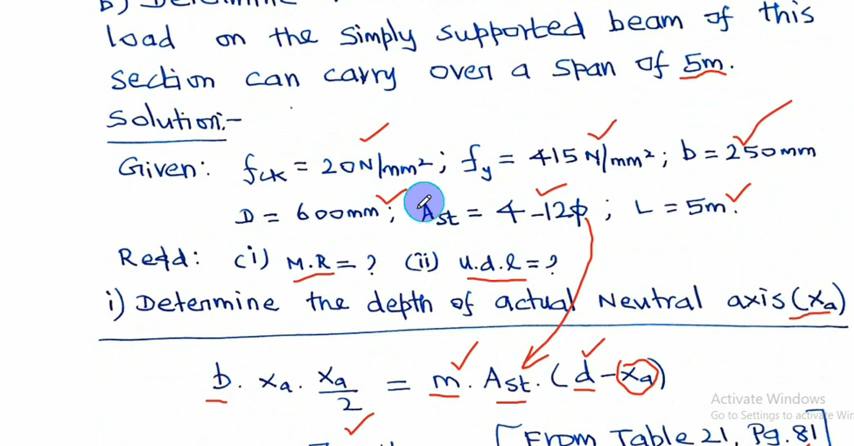 b) Determine
load on the simply supported beam of this
section can carry over a span of 5m.
Solution:-
Given: fck = 20N/mm²; fy = 415N/mm²; b = 250mm
D = 600mm; Ast = 4-12φ; L = 5m.
Reqd: (i) M.R = ? (ii) u.d.l = ?
i) Determine the depth of actual Neutral axis (xa)
b. xa. xa/2 = m. Ast. (d-xa)
Activate Windows
Go to Settings to activate Win
[From Table 21, Pg.81]